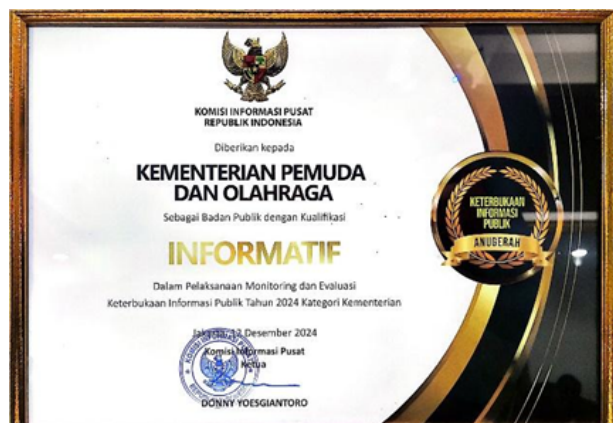 KOMISI INFORMASI PUSAT
REPUBLIK INDONESIA
Diberikan kepada
KEMENTERIAN PEMUDA
DAN OLAHRAGA
Sebagai Badan Publik dengan Kualifikasi
INFORMATIF
Dalam Pelaksanaan Monitoring dan Evaluasi
Keterbukaan Informasi Publik Tahun 2024 Kategori Kementerian
KETERBUKAAN
INFORMASI
PUBLIK
ANUGERAH
Jakarta, 12 Desember 2024
Komisi Informasi Pusat
Ketua
DONNY YOESGIANTORO